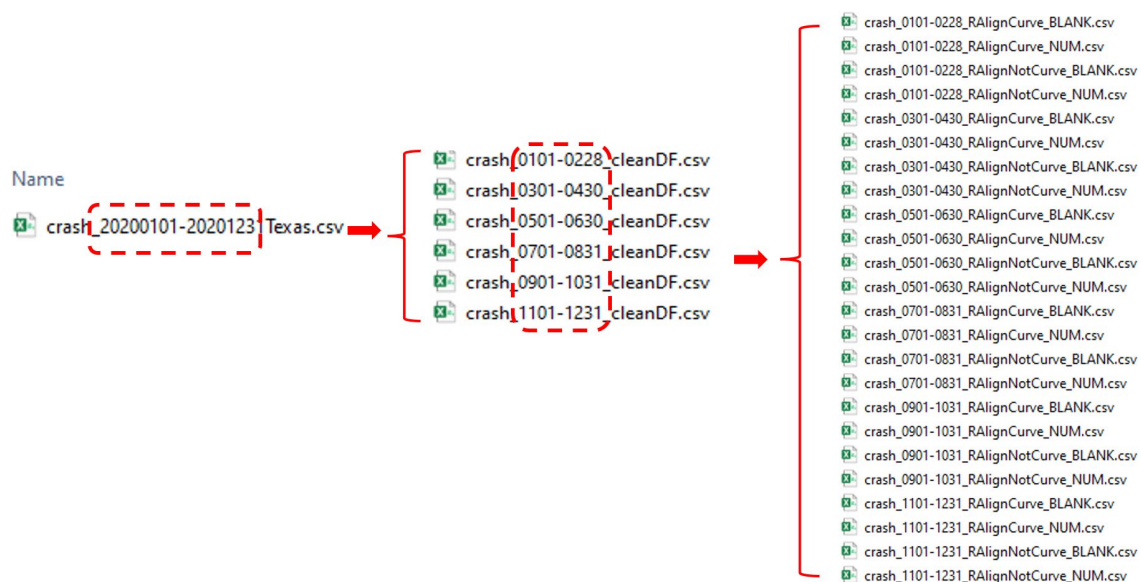 Name
crash_20200101-20201231 Texas.csv
crash_0101-0228_cleanDF.csv
crash_0301-0430_cleanDF.csv
crash_0501-0630_cleanDF.csv
crash_0701-0831_cleanDF.csv
crash_0901-1031_cleanDF.csv
crash_1101-1231_cleanDF.csv
crash_0101-0228_RAlignCurve_BLANK.csv
crash_0101-0228_RAlignCurve_NUM.csv
crash_0101-0228_RAlignNotCurve_BLANK.csv
crash_0101-0228_RAlignNotCurve_NUM.csv
crash_0301-0430_RAlignCurve_BLANK.csv
crash_0301-0430_RAlignCurve_NUM.csv
crash_0301-0430_RAlignNotCurve_BLANK.csv
crash_0301-0430_RAlignNotCurve_NUM.csv
crash_0501-0630_RAlignCurve_BLANK.csv
crash_0501-0630_RAlignCurve_NUM.csv
crash_0501-0630_RAlignNotCurve_BLANK.csv
crash_0501-0630_RAlignNotCurve_NUM.csv
crash_0701-0831_RAlignCurve_BLANK.csv
crash_0701-0831_RAlignCurve_NUM.csv
crash_0701-0831_RAlignNotCurve_BLANK.csv
crash_0701-0831_RAlignNotCurve_NUM.csv
crash_0901-1031_RAlignCurve_BLANK.csv
crash_0901-1031_RAlignCurve_NUM.csv
crash_0901-1031_RAlignNotCurve_BLANK.csv
crash_0901-1031_RAlignNotCurve_NUM.csv
crash_1101-1231_RAlignCurve_BLANK.csv
crash_1101-1231_RAlignCurve_NUM.csv
crash_1101-1231_RAlignNotCurve_BLANK.csv
crash_1101-1231_RAlignNotCurve_NUM.csv